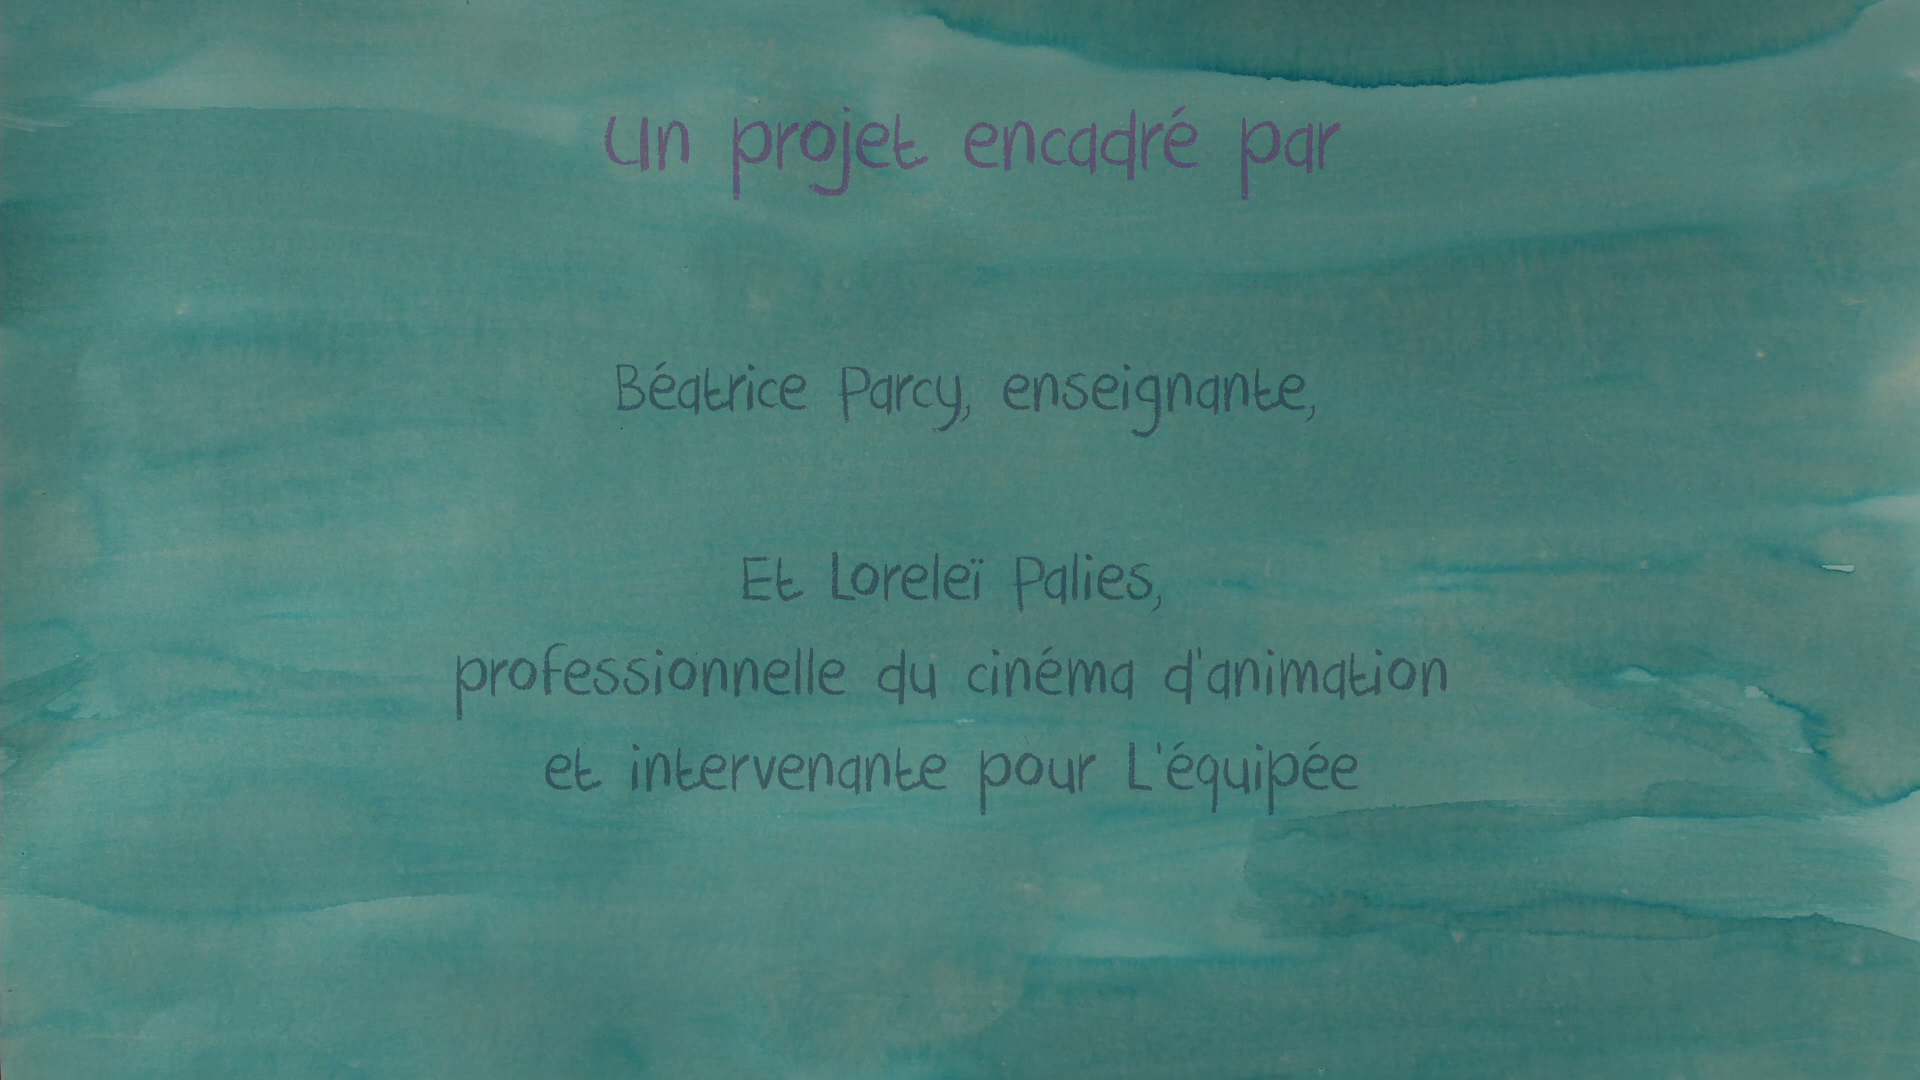 Un projet encadré par
Béatrice Parcy, enseignante,
Et Loreleï Palies,
professionnelle du cinéma d'animation
et intervenante pour L'équipée